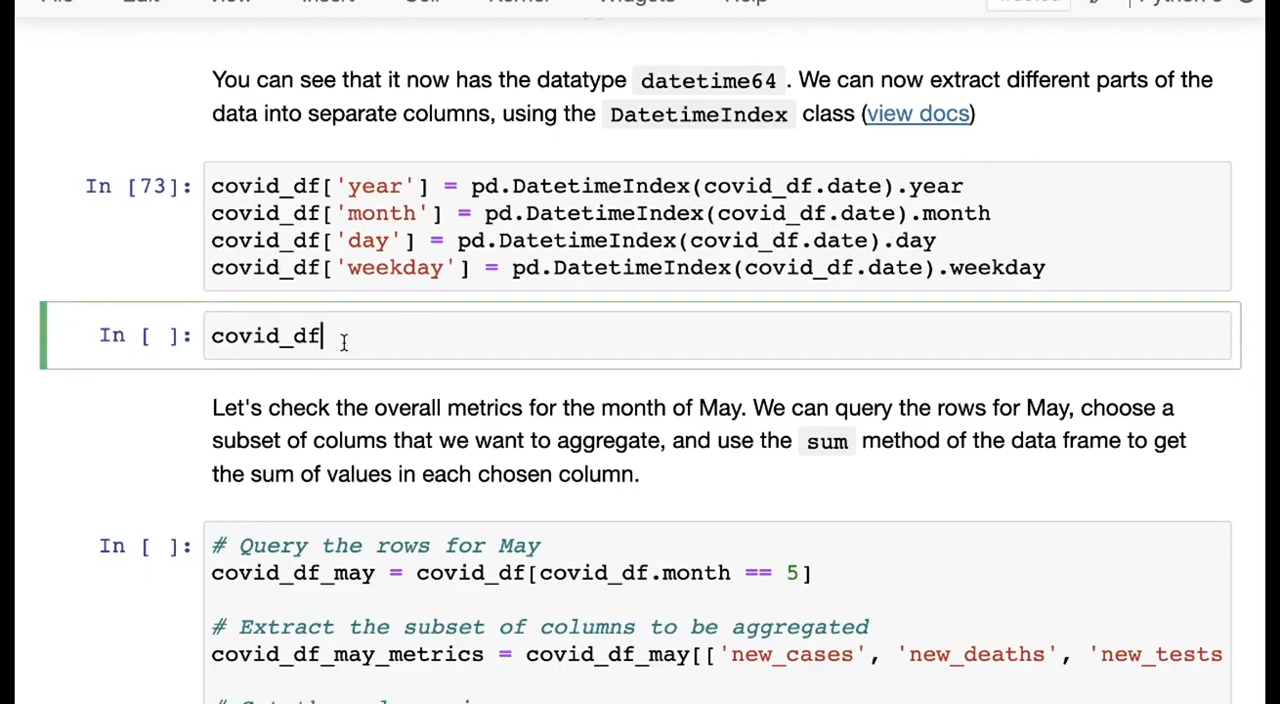 You can see that it now has the datatype datetime64 . We can now extract different parts of the
data into separate columns, using the DatetimeIndex class (view docs)
In [73]: covid_df['year'] = pd.DatetimeIndex(covid_df.date).year
covid_df['month'] = pd.DatetimeIndex(covid_df.date).month
covid_df['day'] = pd.DatetimeIndex(covid_df.date).day
covid_df['weekday'] = pd.DatetimeIndex(covid_df.date).weekday
In [ ]: covid_df
Let's check the overall metrics for the month of May. We can query the rows for May, choose a
subset of colums that we want to aggregate, and use the sum method of the data frame to get
the sum of values in each chosen column.
In [ ]: # Query the rows for May
covid_df_may = covid_df[covid_df.month == 5]
# Extract the subset of columns to be aggregated
covid_df_may_metrics = covid_df_may[['new_cases', 'new_deaths', 'new_tests